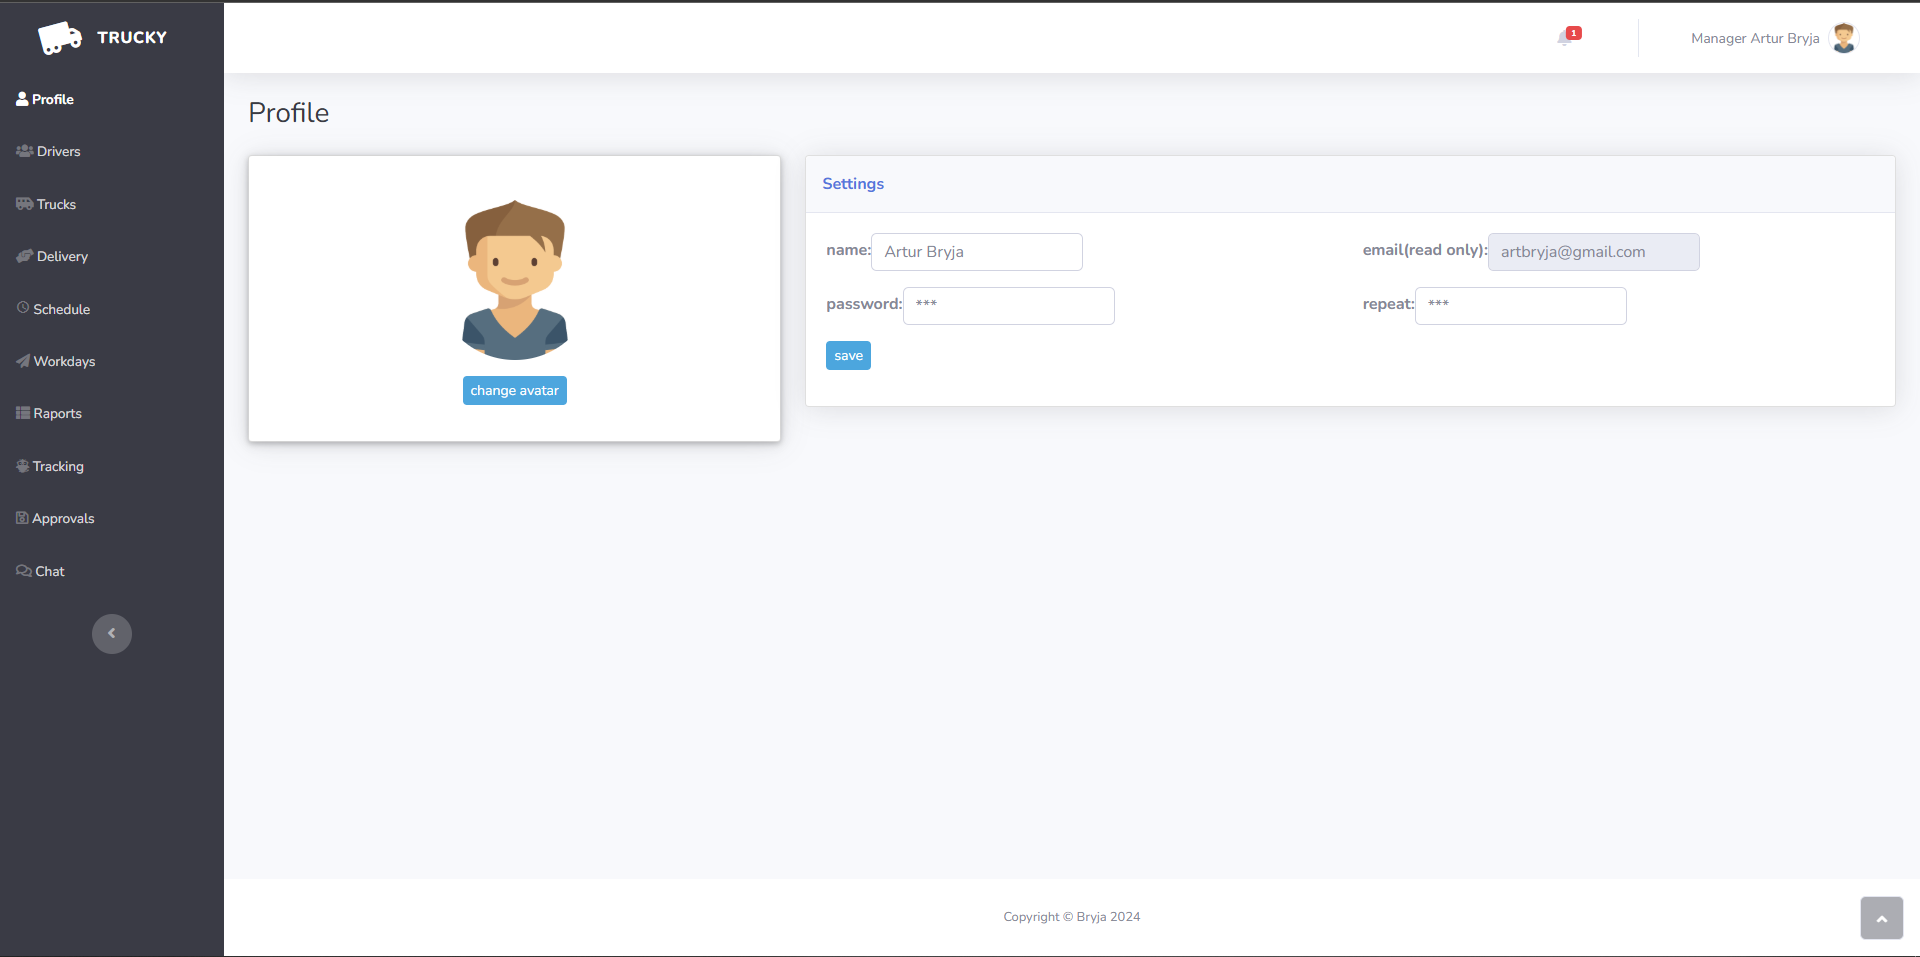 TRUCKY
1
Manager Artur Bryja
Profile
Drivers
Trucks
Delivery
Schedule
Workdays
Raports
Tracking
Approvals
Chat
Profile
change avatar
Settings
name: Artur Bryja
email(read only): artbryja@gmail.com
password: ***
repeat: ***
save
Copyright © Bryja 2024